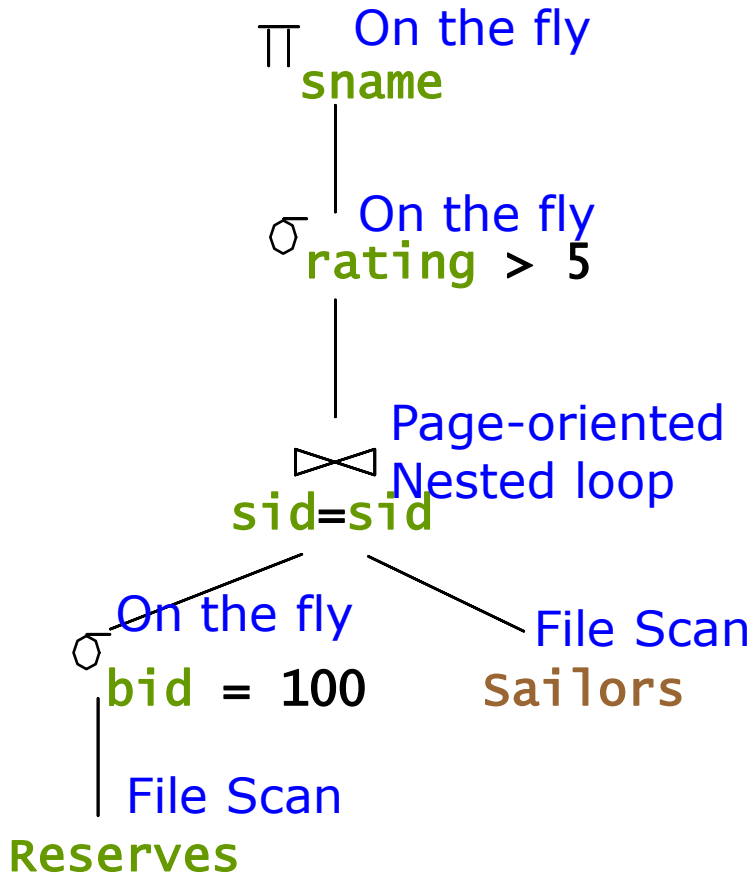 On the fly
sname
On the fly
rating > 5
Page-oriented
Nested loop
sid=sid
On the fly
File Scan
bid = 100
Sailors
File Scan
Reserves